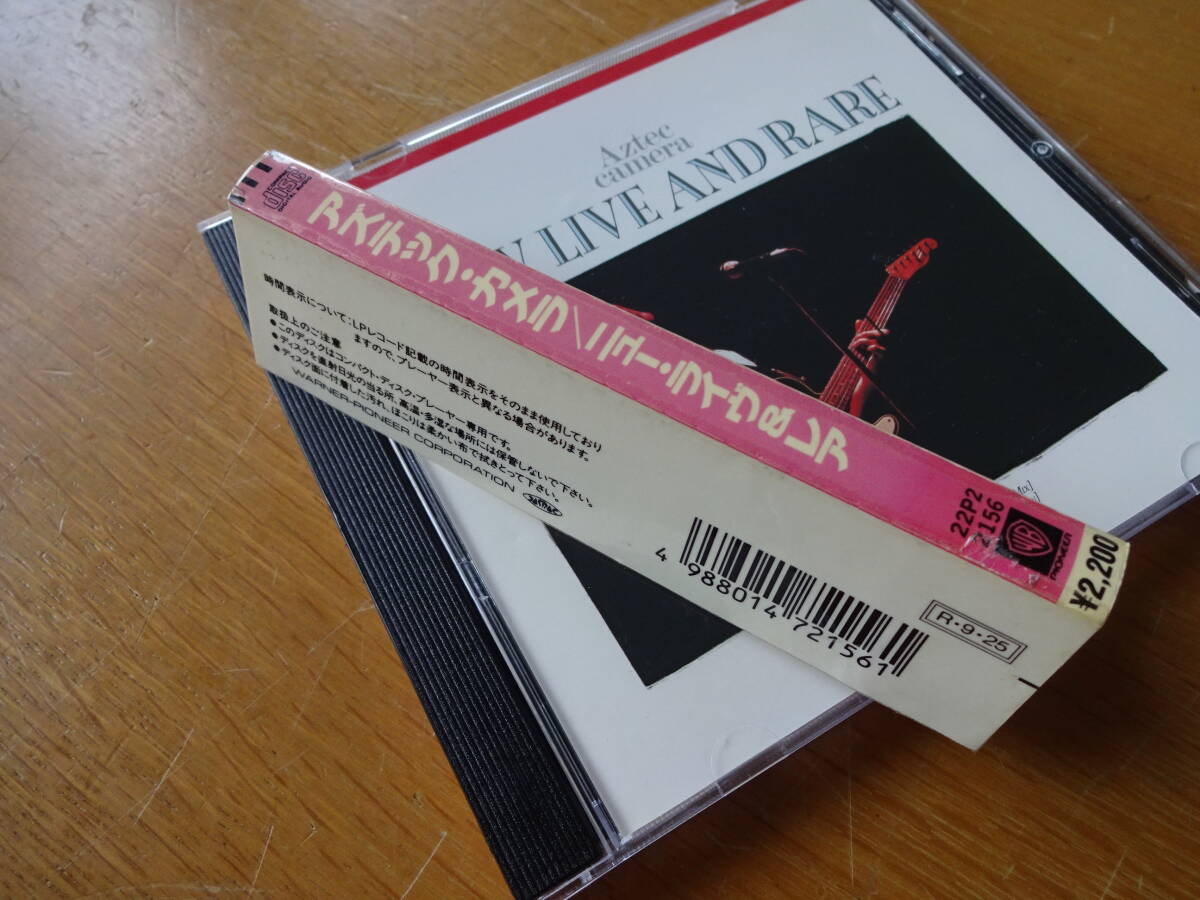 Aztec
camera
LIVE AND RARE
COMPACT
disc
DIGITAL AUDIO
アズテック・カメラ/ニュー・ライヴ&レア
22P2
2156
WB
PIONEER
¥2,200
時間表示について:LPレコード記載の時間表示をそのまま使用しており
ますので、プレーヤー表示と異なる場合があります。
取扱上のご注意
●このディスクはコンパクト・ディスク・プレーヤー専用です。
●ディスクを直射日光の当る所、高温・多湿な場所には保管しないで下さい。
●ディスク面に付着した汚れ、ほこりは柔かい布で拭きとって下さい。
WARNER-PIONEER CORPORATION
4 988014 721561
R・9・25